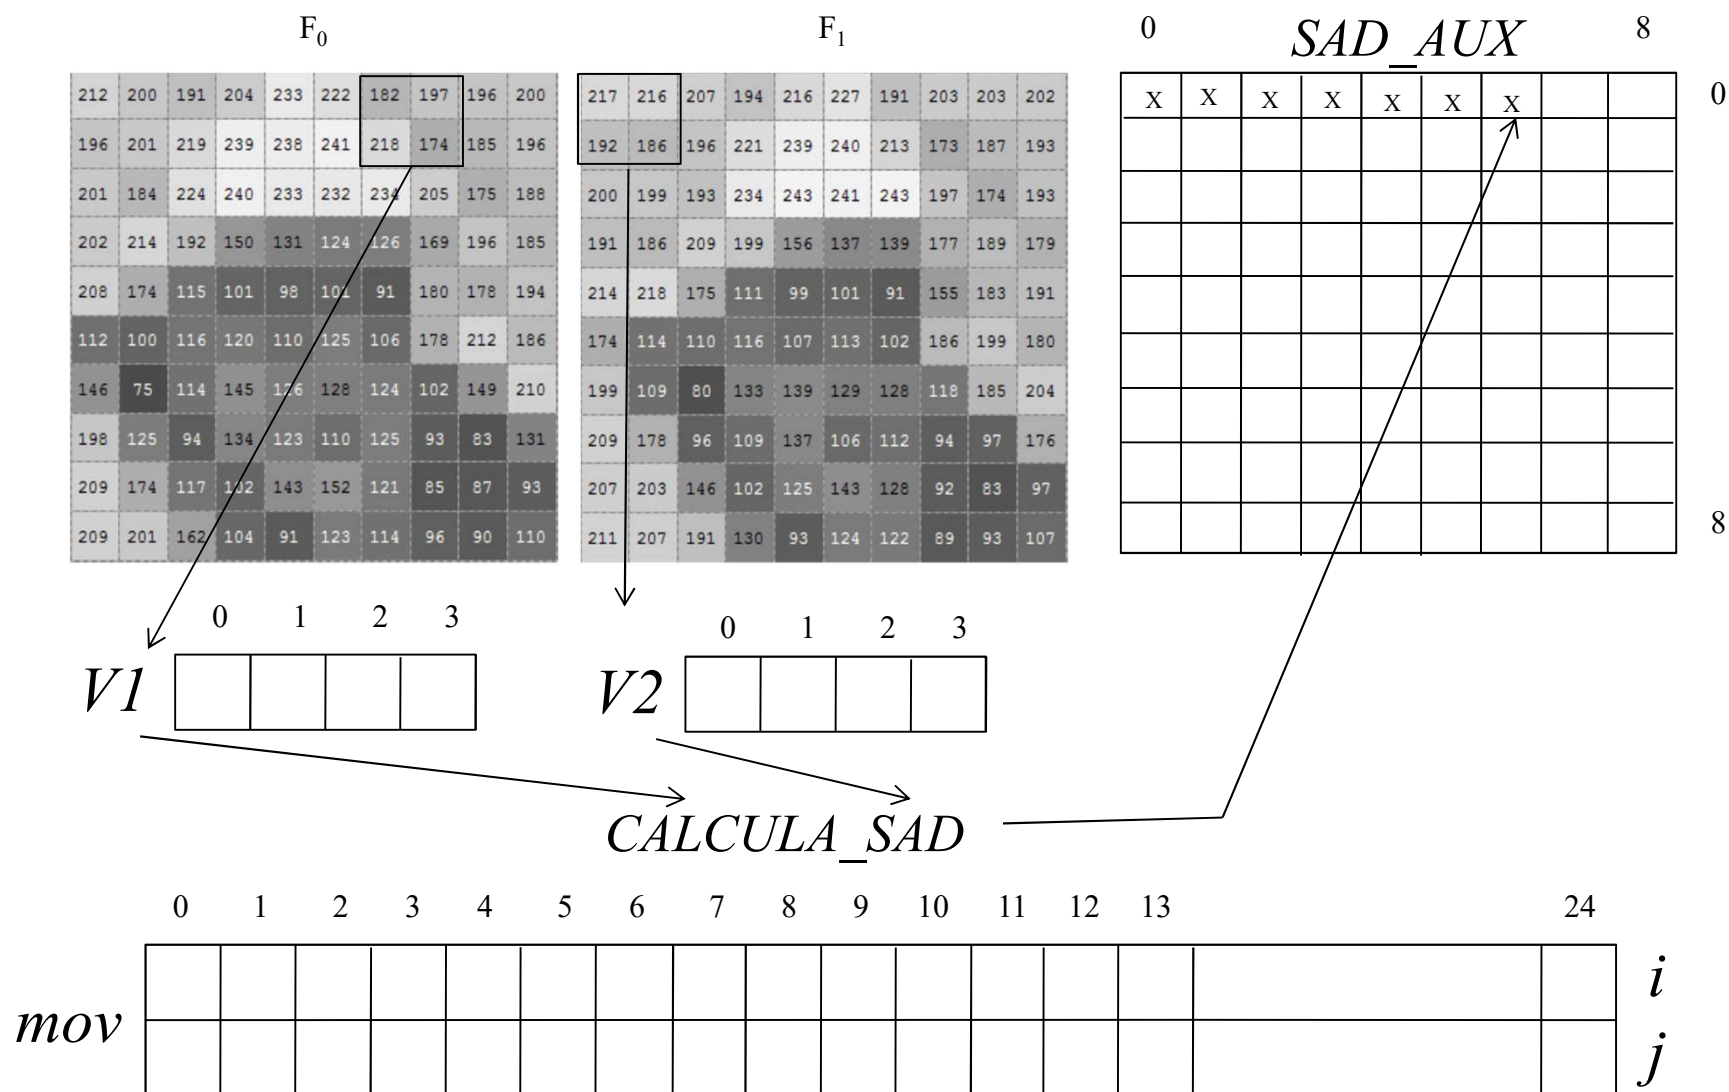 F0
F1
0 SAD_AUX 8
212 200 191 204 233 222 182 197 196 200
196 201 219 239 238 241 218 174 185 196
201 184 224 240 233 232 234 205 175 188
202 214 192 150 131 124 126 169 196 185
208 174 115 101 98 101 91 180 178 194
112 100 116 120 110 125 106 178 212 186
146 75 114 145 126 128 124 102 149 210
198 125 94 134 123 110 125 93 83 131
209 174 117 102 143 152 121 85 87 93
209 201 162 104 91 123 114 96 90 110
217 216 207 194 216 227 191 203 203 202
192 186 196 221 239 240 213 173 187 193
200 199 193 234 243 241 243 197 174 193
191 186 209 199 156 137 139 177 189 179
214 218 175 111 99 101 91 155 183 191
174 114 110 116 107 113 102 186 199 180
199 109 80 133 139 129 128 118 185 204
209 178 96 109 137 106 112 94 97 176
207 203 146 102 125 143 128 92 83 97
211 207 191 130 93 124 122 89 93 107
X X X X X X X
0
8
0 1 2 3
V1
0 1 2 3
V2
CALCULA_SAD
0 1 2 3 4 5 6 7 8 9 10 11 12 13 24
mov
i
j